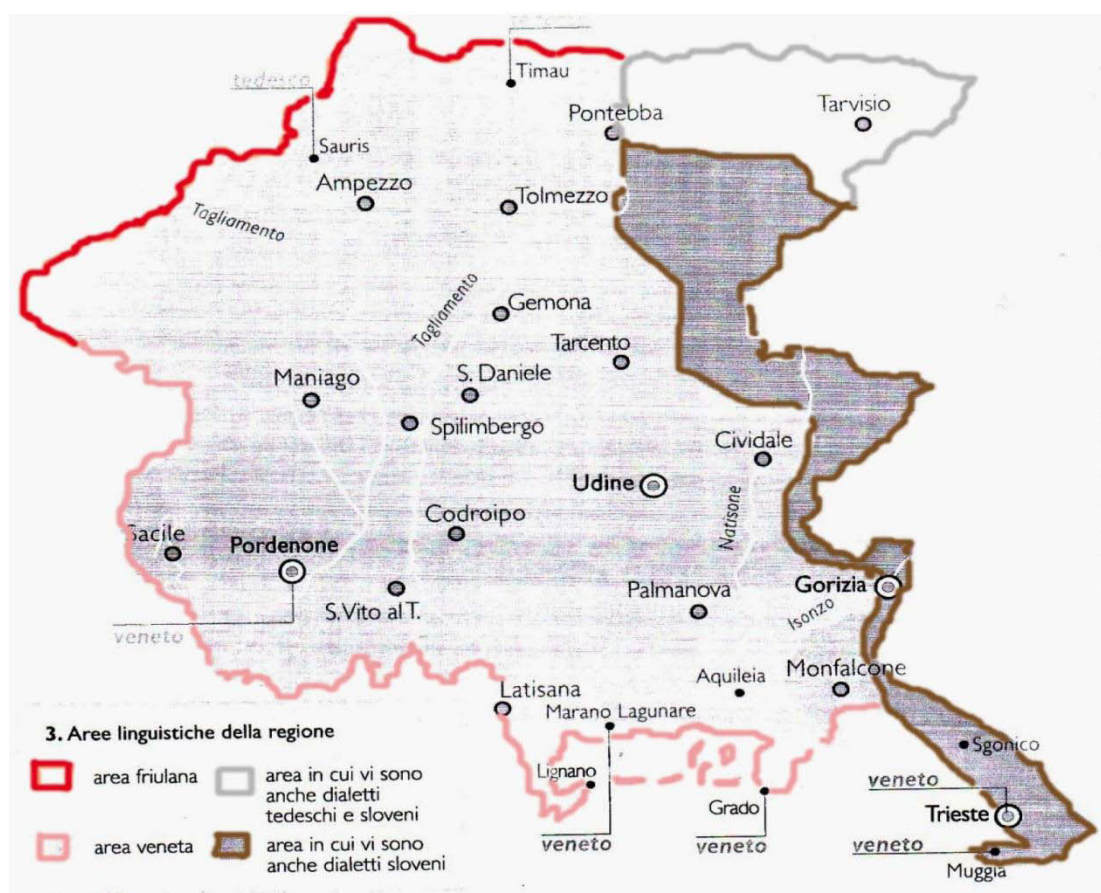 tedesco
Timau
Pontebba
Tarvisio
tedesco
Sauris
Ampezzo
Tolmezzo
Tagliamento
Gemona
Tagliamento
Tarcento
Maniago
S. Daniele
Spilimbergo
Cividale
Udine
Natisone
Codroipo
Sacile
Pordenone
Gorizia
S. Vito al T.
Palmanova
Isonzo
veneto
Latisana
Aquileia
Monfalcone
Marano Lagunare
3. Aree linguistiche della regione
Sgonico
area friulana
area in cui vi sono
anche dialetti
tedeschi e sloveni
Lignano
Grado
veneto
Trieste
area veneta
area in cui vi sono
anche dialetti sloveni
veneto
veneto
veneto
Muggia